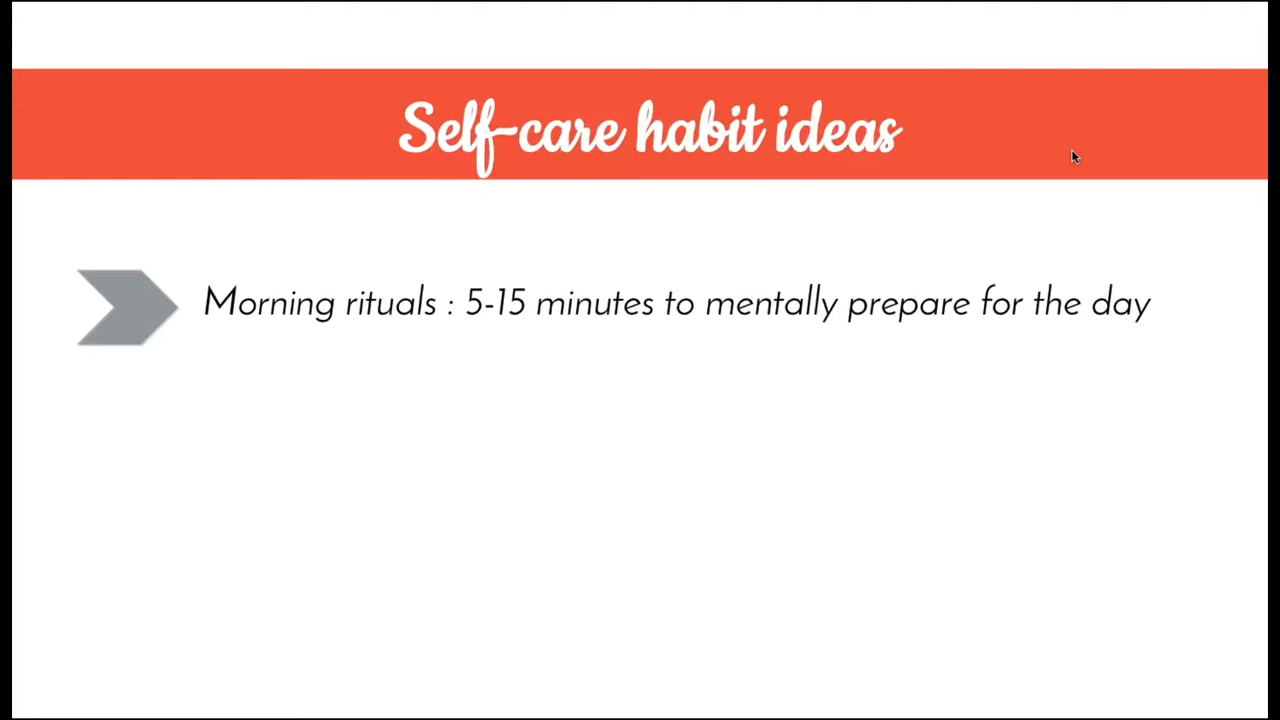 Self-care habit ideas
Morning rituals : 5-15 minutes to mentally prepare for the day